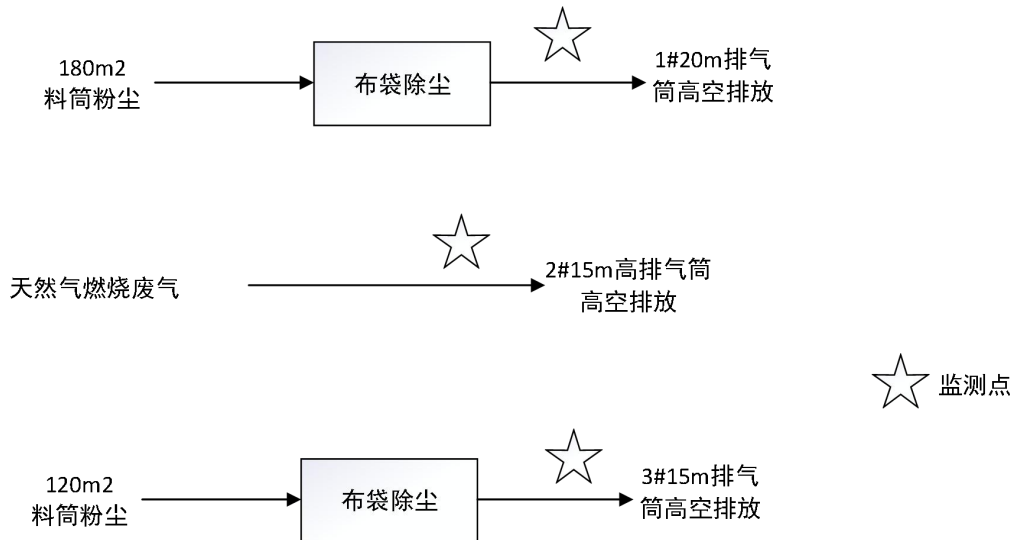 180m2
料筒粉尘
布袋除尘
1#20m排气
筒高空排放
天然气燃烧废气
2#15m高排气筒
高空排放
监测点
120m2
料筒粉尘
布袋除尘
3#15m排气
筒高空排放